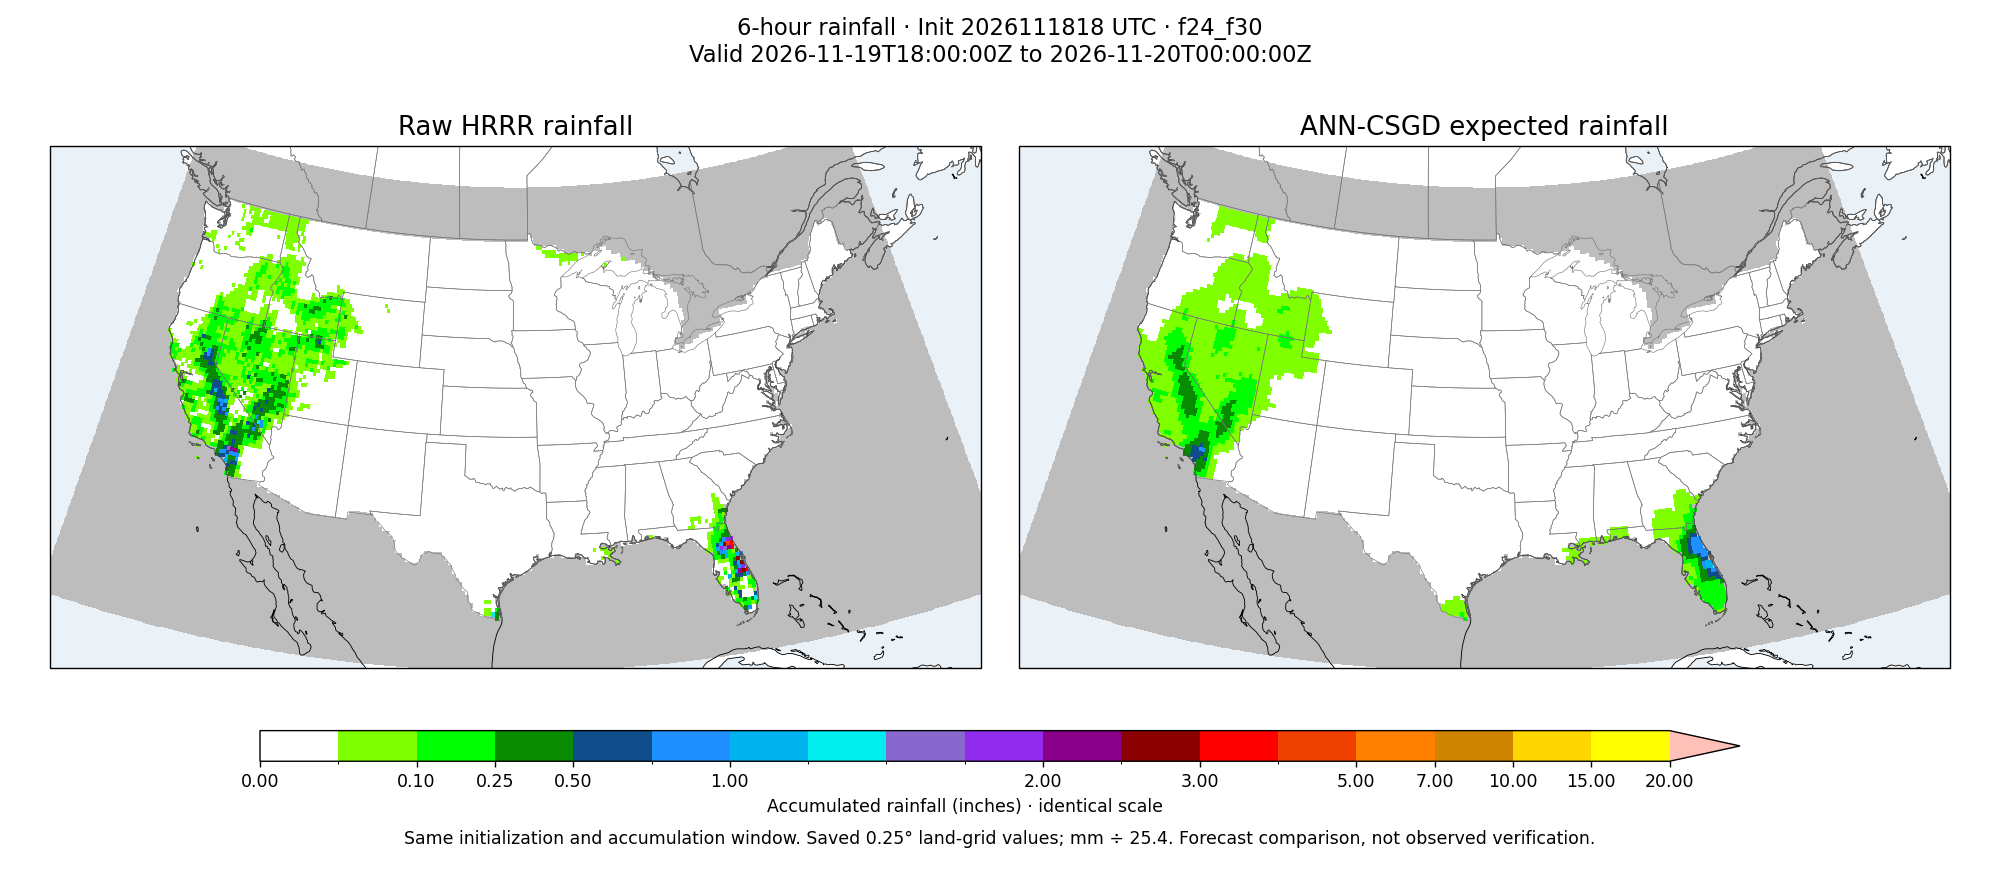 6-hour rainfall · Init 2026111818 UTC · f24_f30
Valid 2026-11-19T18:00:00Z to 2026-11-20T00:00:00Z
Raw HRRR rainfall
ANN-CSGD expected rainfall
0.00 0.10 0.25 0.50 1.00 2.00 3.00 5.00 7.00 10.00 15.00 20.00
Accumulated rainfall (inches) · identical scale
Same initialization and accumulation window. Saved 0.25° land-grid values; mm ÷ 25.4. Forecast comparison, not observed verification.